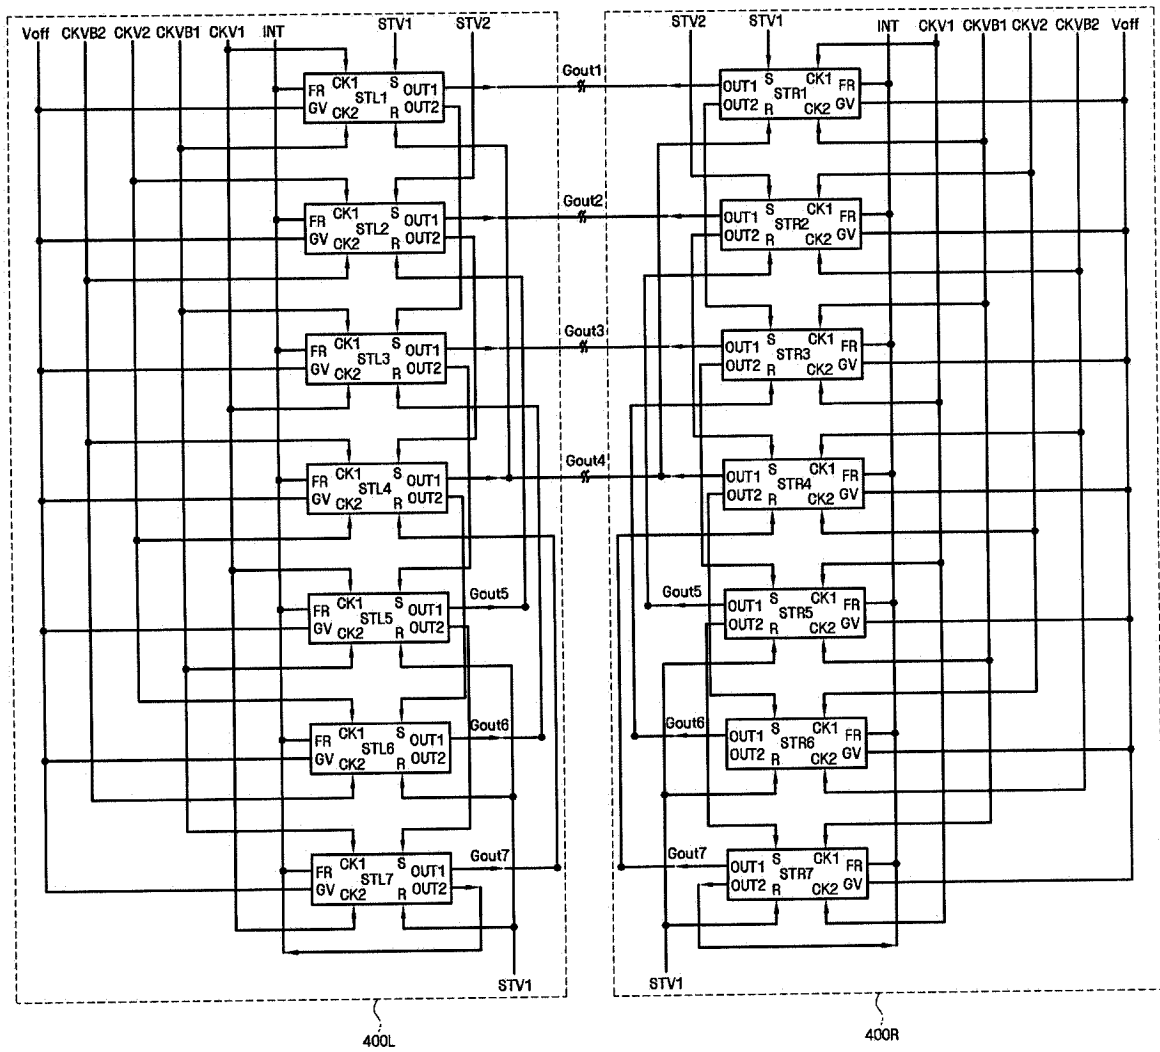 Voff CKVB2 CKV2 CKVB1 CKV1 INT STV1 STV2
STV2 STV1 INT CKV1 CKVB1 CKV2 CKVB2 Voff
FR GV CK1 CK2 STL1 S R OUT1 OUT2
Gout1
OUT1 OUT2 S R STR1 CK1 CK2 FR GV
FR GV CK1 CK2 STL2 S R OUT1 OUT2
Gout2
OUT1 OUT2 S R STR2 CK1 CK2 FR GV
FR GV CK1 CK2 STL3 S R OUT1 OUT2
Gout3
OUT1 OUT2 S R STR3 CK1 CK2 FR GV
FR GV CK1 CK2 STL4 S R OUT1 OUT2
Gout4
OUT1 OUT2 S R STR4 CK1 CK2 FR GV
FR GV CK1 CK2 STL5 S R OUT1 OUT2
Gout5
Gout5
OUT1 OUT2 S R STR5 CK1 CK2 FR GV
FR GV CK1 CK2 STL6 S R OUT1 OUT2
Gout6
Gout6
OUT1 OUT2 S R STR6 CK1 CK2 FR GV
FR GV CK1 CK2 STL7 S R OUT1 OUT2
Gout7
Gout7
OUT1 OUT2 S R STR7 CK1 CK2 FR GV
STV1
STV1
400L
400R